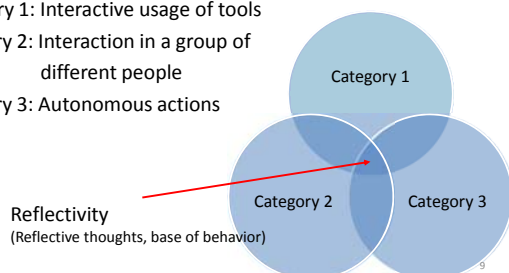 ry 1: Interactive usage of tools
ry 2: Interaction in a group of
different people
ry 3: Autonomous actions
Category 1
Category 2
Category 3
Reflectivity
(Reflective thoughts, base of behavior)
9